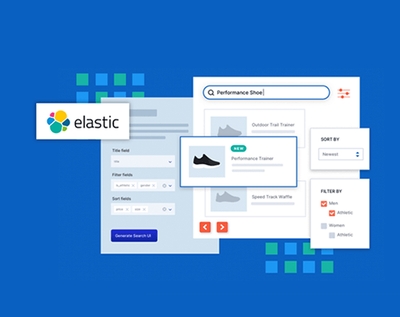 Performance Shoe
elastic
Outdoor Trail Trainer
NEW
Performance Trainer
Speed Track Waffle
SORT BY
Newest
FILTER BY
Men
Athletic
Women
Athletic
Title field
title
Filter fields
gender
Sort fields
Generate Search UI